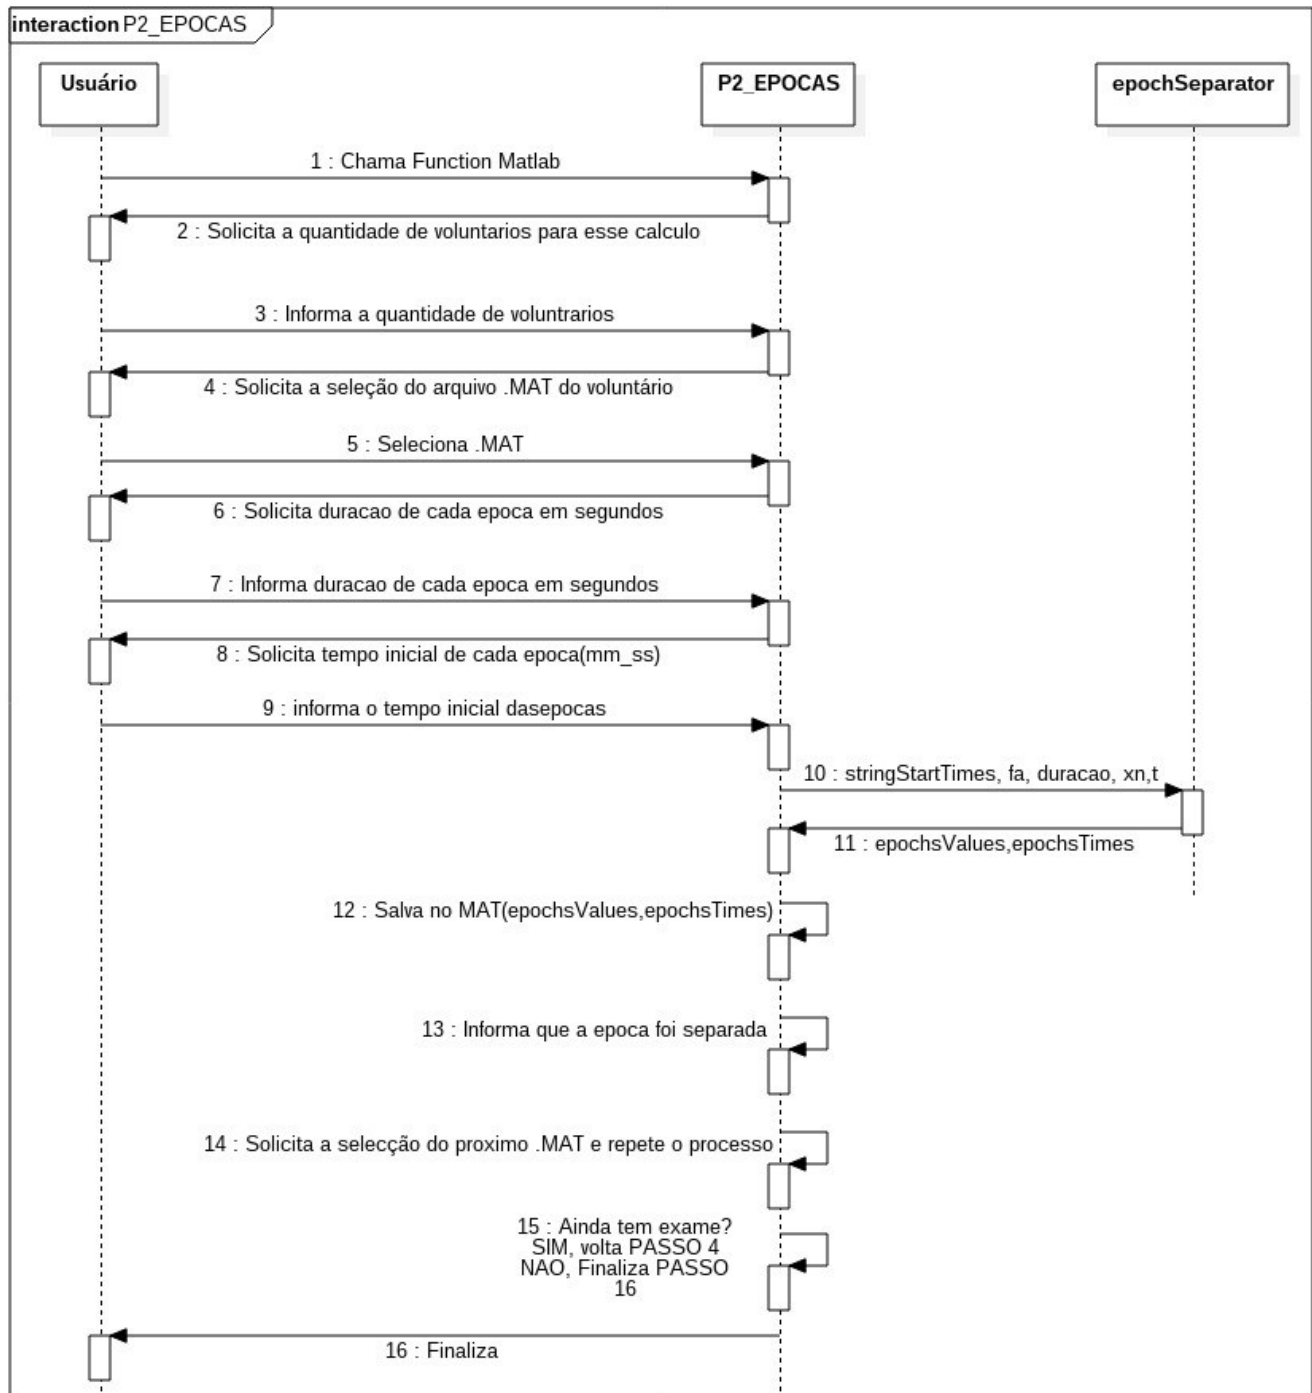 interaction P2_EPOCAS
Usuário
P2_EPOCAS
epochSeparator
1 : Chama Function Matlab
2 : Solicita a quantidade de voluntarios para esse calculo
3 : Informa a quantidade de voluntrarios
4 : Solicita a seleção do arquivo .MAT do voluntário
5 : Seleciona .MAT
6 : Solicita duracao de cada epoca em segundos
7 : Informa duracao de cada epoca em segundos
8 : Solicita tempo inicial de cada epoca(mm_ss)
9 : informa o tempo inicial dasepocas
10 : stringStartTimes, fa, duracao, xn,t
11 : epochsValues,epochsTimes
12 : Salva no MAT(epochsValues,epochsTimes)
13 : Informa que a epoca foi separada
14 : Solicita a selecção do proximo .MAT e repete o processo
15 : Ainda tem exame?
SIM, volta PASSO 4
NAO, Finaliza PASSO
16
16 : Finaliza